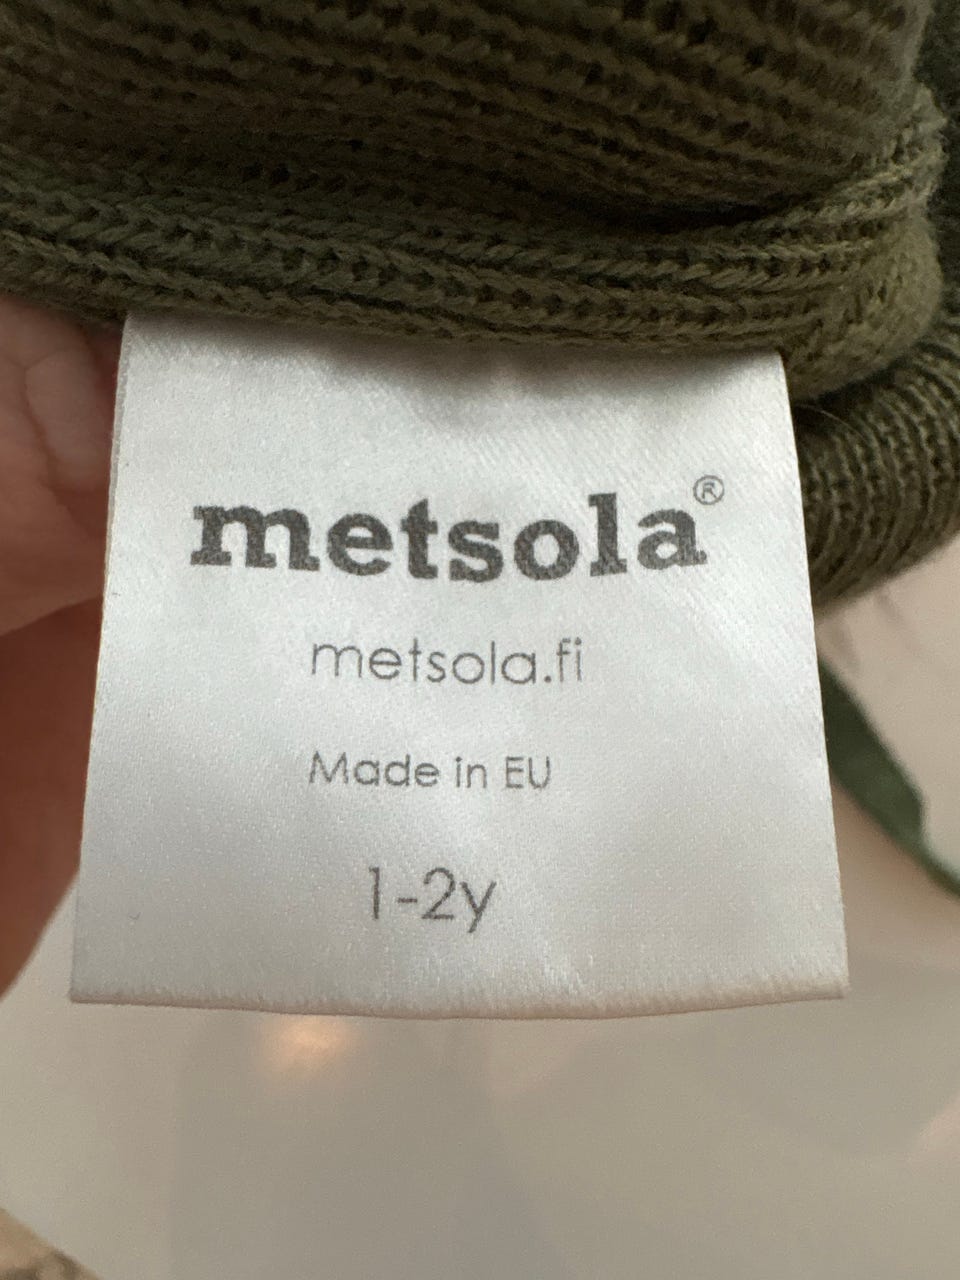 metsola®
metsola.fi
Made in EU
1-2y